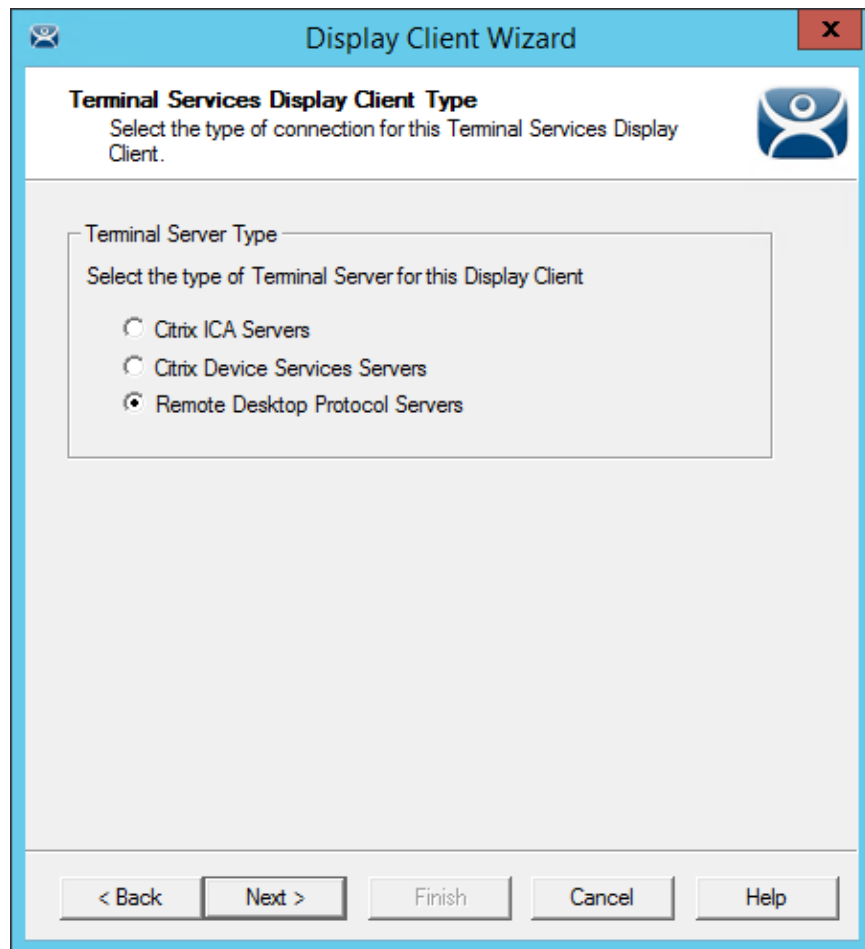 Display Client Wizard
x
Terminal Services Display Client Type
Select the type of connection for this Terminal Services Display
Client.
Terminal Server Type
Select the type of Terminal Server for this Display Client
Citrix ICA Servers
Citrix Device Services Servers
Remote Desktop Protocol Servers
< Back Next > Finish Cancel Help